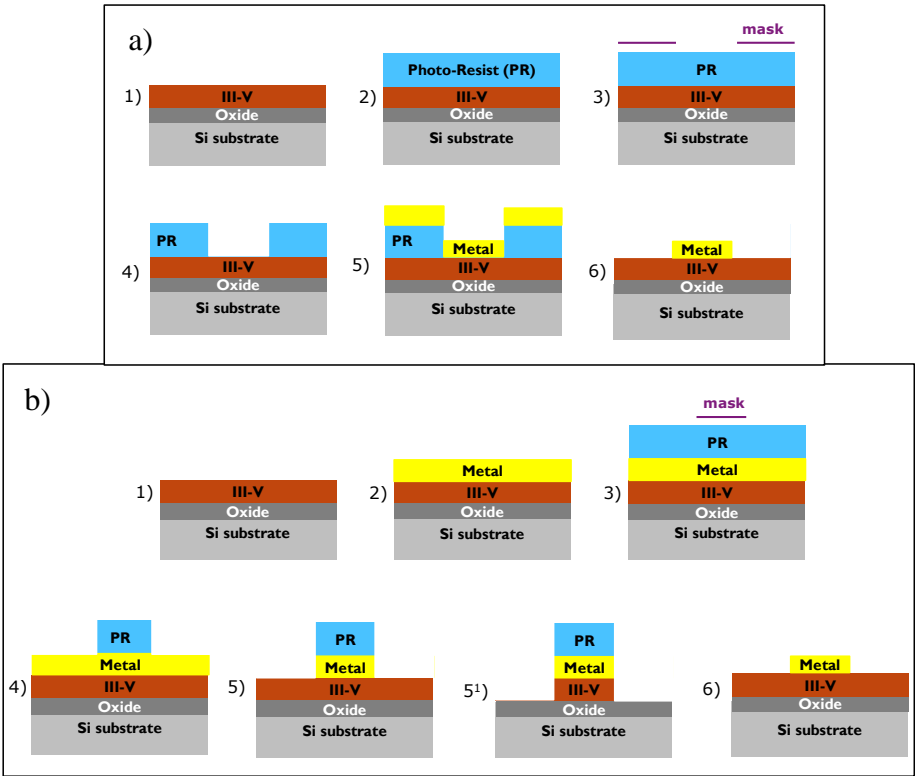 a)
mask
Photo-Resist (PR)
PR
1)
III-V
2)
III-V
3)
III-V
Oxide
Oxide
Oxide
Si substrate
Si substrate
Si substrate
PR
PR
Metal
Metal
4)
III-V
5)
III-V
6)
III-V
Oxide
Oxide
Oxide
Si substrate
Si substrate
Si substrate
b)
mask
PR
Metal
Metal
1)
III-V
2)
III-V
3)
III-V
Oxide
Oxide
Oxide
Si substrate
Si substrate
Si substrate
PR
PR
PR
Metal
Metal
Metal
Metal
4)
III-V
5)
III-V
5¹)
III-V
6)
III-V
Oxide
Oxide
Oxide
Oxide
Si substrate
Si substrate
Si substrate
Si substrate